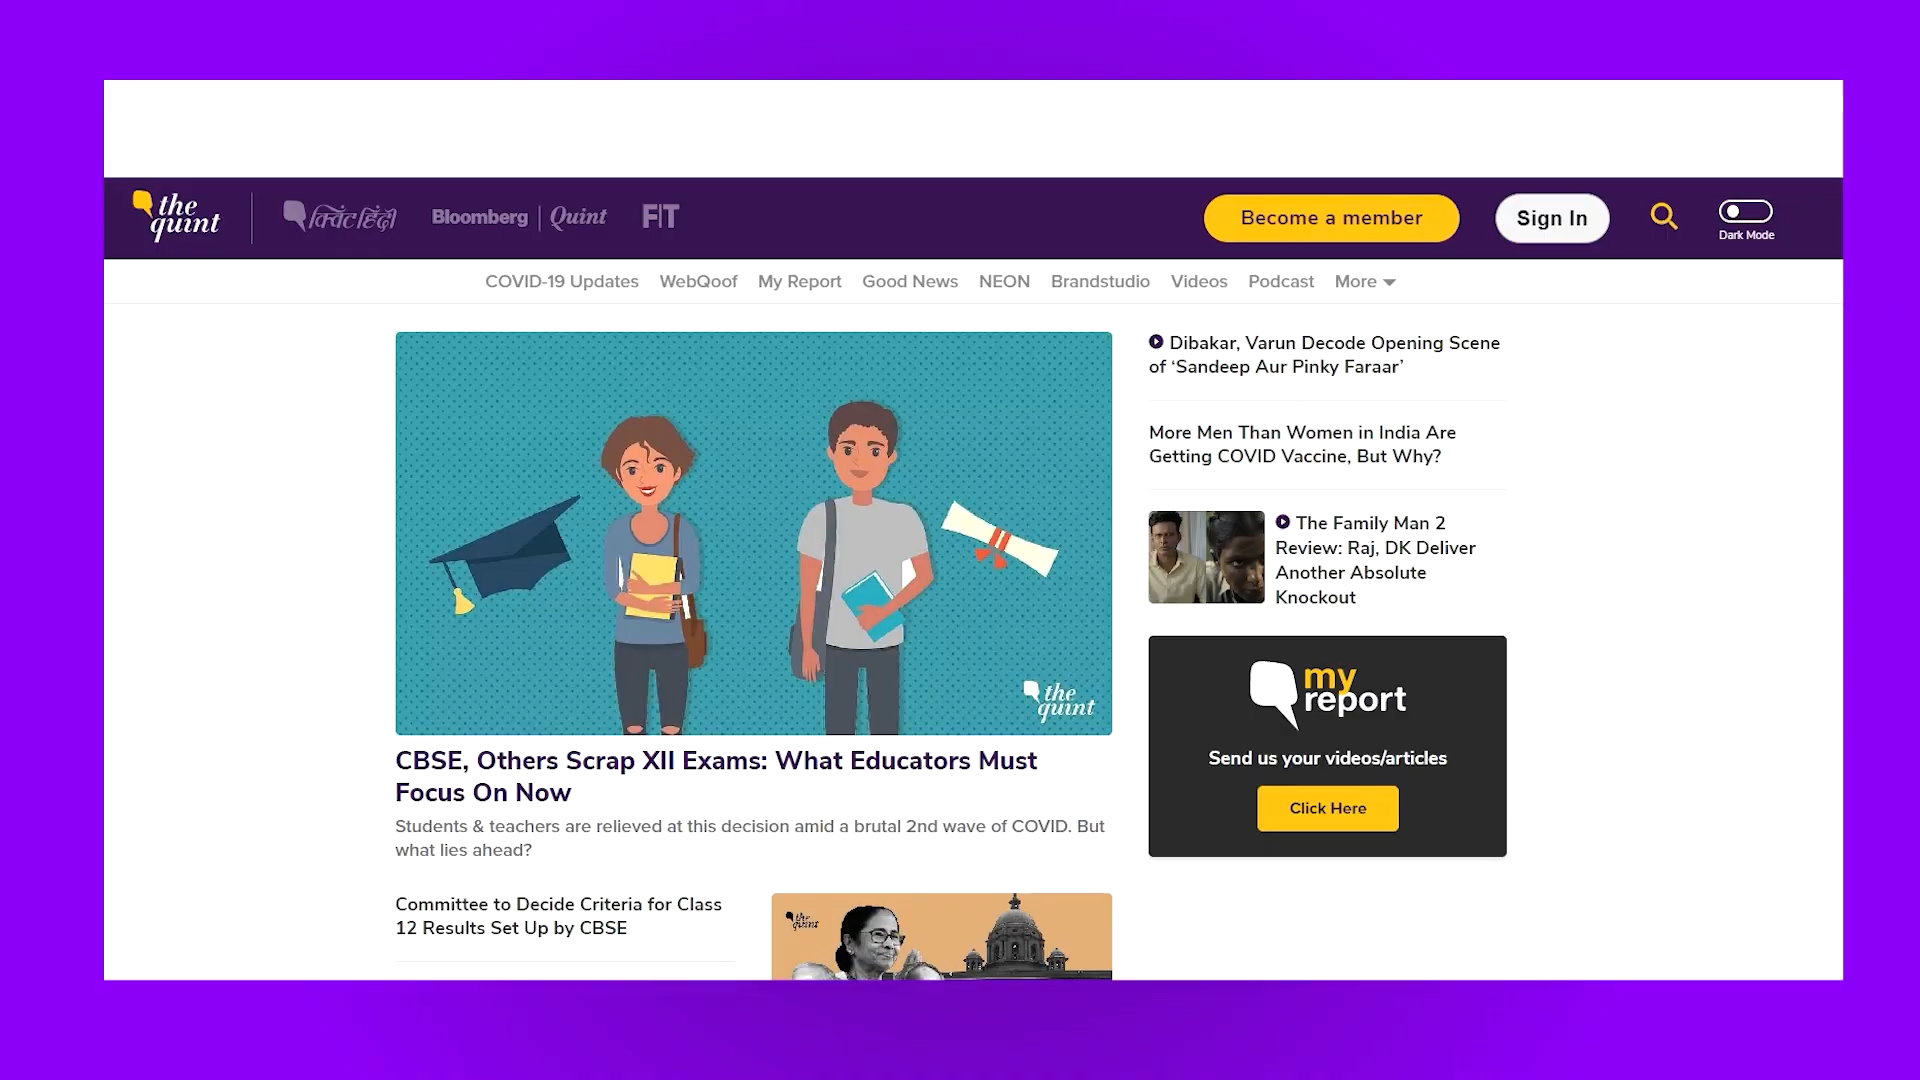 the
quint
क्विंट हिंदी
Bloomberg | Quint
FIT
Become a member
Sign In
Dark Mode
COVID-19 Updates
WebQoof
My Report
Good News
NEON
Brandstudio
Videos
Podcast
More
the
quint
CBSE, Others Scrap XII Exams: What Educators Must
Focus On Now
Students & teachers are relieved at this decision amid a brutal 2nd wave of COVID. But
what lies ahead?
Committee to Decide Criteria for Class
12 Results Set Up by CBSE
the
quint
Dibakar, Varun Decode Opening Scene
of ‘Sandeep Aur Pinky Faraar’
More Men Than Women in India Are
Getting COVID Vaccine, But Why?
The Family Man 2
Review: Raj, DK Deliver
Another Absolute
Knockout
my
report
Send us your videos/articles
Click Here